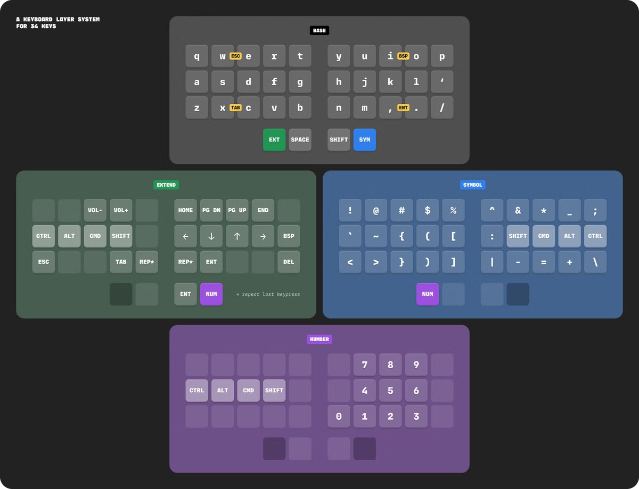 A KEYBOARD LAYER SYSTEM
FOR 34 KEYS
BASE
q w ESC e r t y u i BSP o p
a s d f g h j k l ‘
z x TAB c v b n m , ENT . /
EXT SPACE SHIFT SYM
EXTEND
VOL- VOL+ HOME PG DN PG UP END
CTRL ALT CMD SHIFT ← ↓ ↑ → BSP
ESC TAB REP* REP* ENT DEL
ENT NUM * repeat last keypress
SYMBOL
! @ # $ % ^ & * _ ;
` ~ { ( [ : SHIFT CMD ALT CTRL
< > } ) ] | - = + \
NUM
NUMBER
7 8 9
CTRL ALT CMD SHIFT 4 5 6
0 1 2 3